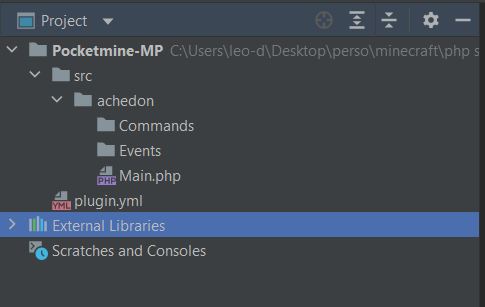 Project
Pocketmine-MP C:\Users\leo-d\Desktop\perso\minecraft\php s
src
achedon
Commands
Events
PHP Main.php
YML plugin.yml
External Libraries
Scratches and Consoles